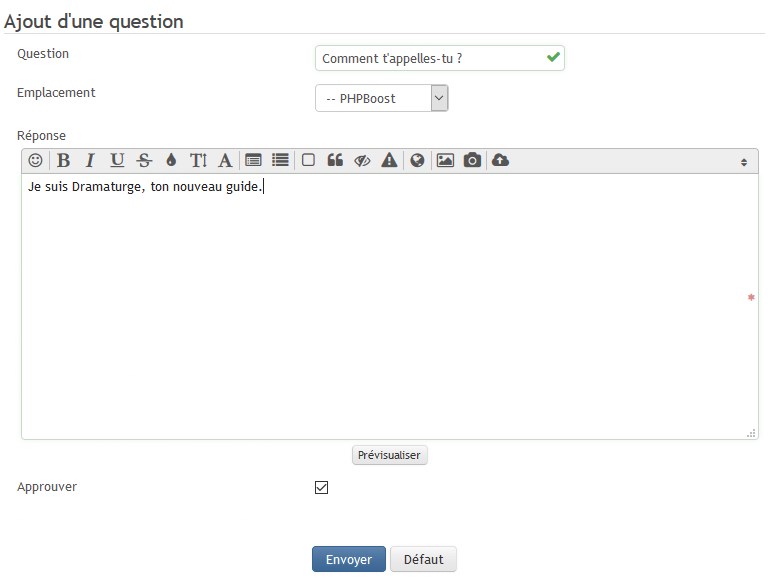 Ajout d'une question
Question
Comment t'appelles-tu ?
Emplacement
-- PHPBoost
Réponse
B I U S T A
Je suis Dramaturge, ton nouveau guide.
*
Prévisualiser
Approuver
Envoyer Défaut